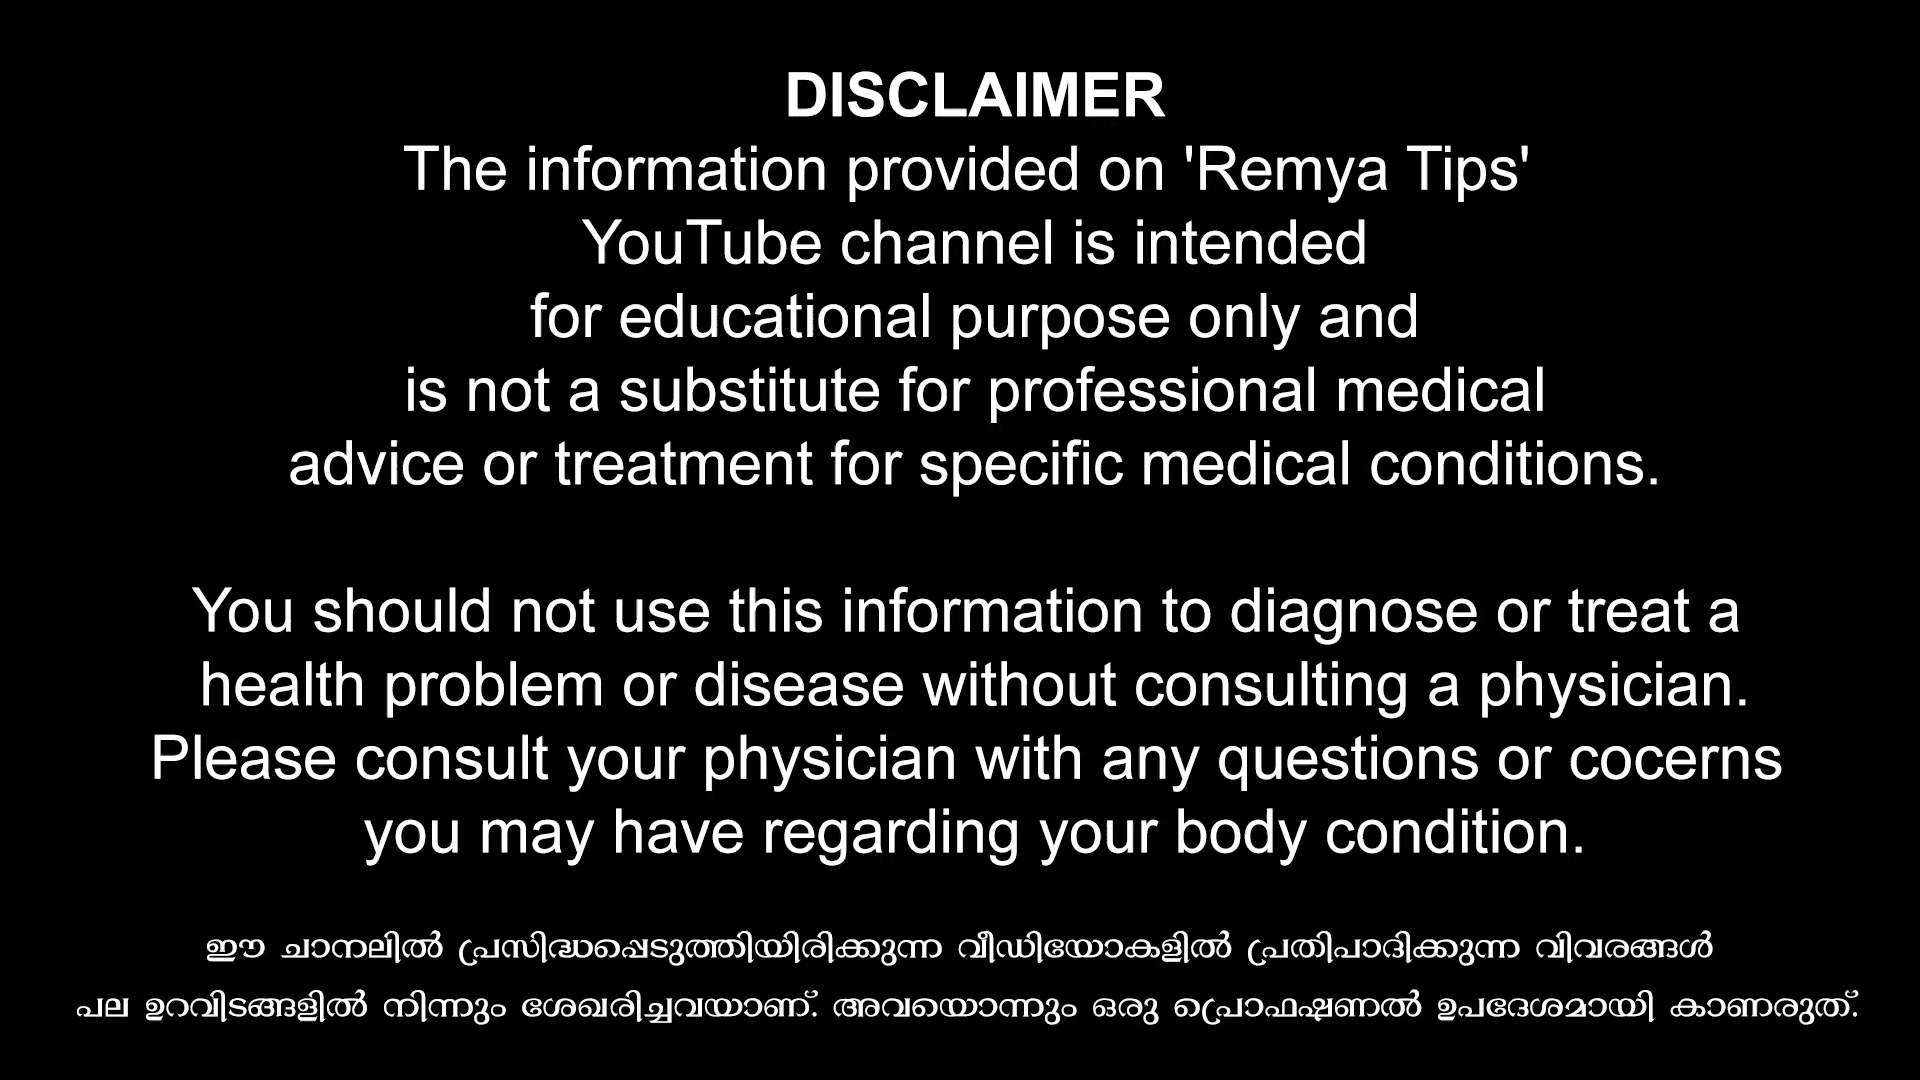 DISCLAIMER
The information provided on 'Remya Tips'
YouTube channel is intended
for educational purpose only and
is not a substitute for professional medical
advice or treatment for specific medical conditions.
You should not use this information to diagnose or treat a
health problem or disease without consulting a physician.
Please consult your physician with any questions or cocerns
you may have regarding your body condition.
ഈ ചാനലിൽ പ്രസിദ്ധപ്പെടുത്തിയിരിക്കുന്ന വീഡിയോകളിൽ പ്രതിപാദിക്കുന്ന വിവരങ്ങൾ
പല ഉറവിടങ്ങളിൽ നിന്നും ശേഖരിച്ചവയാണ്. അവയൊന്നും ഒരു പ്രൊഫഷണൽ ഉപദേശമായി കാണരുത്.